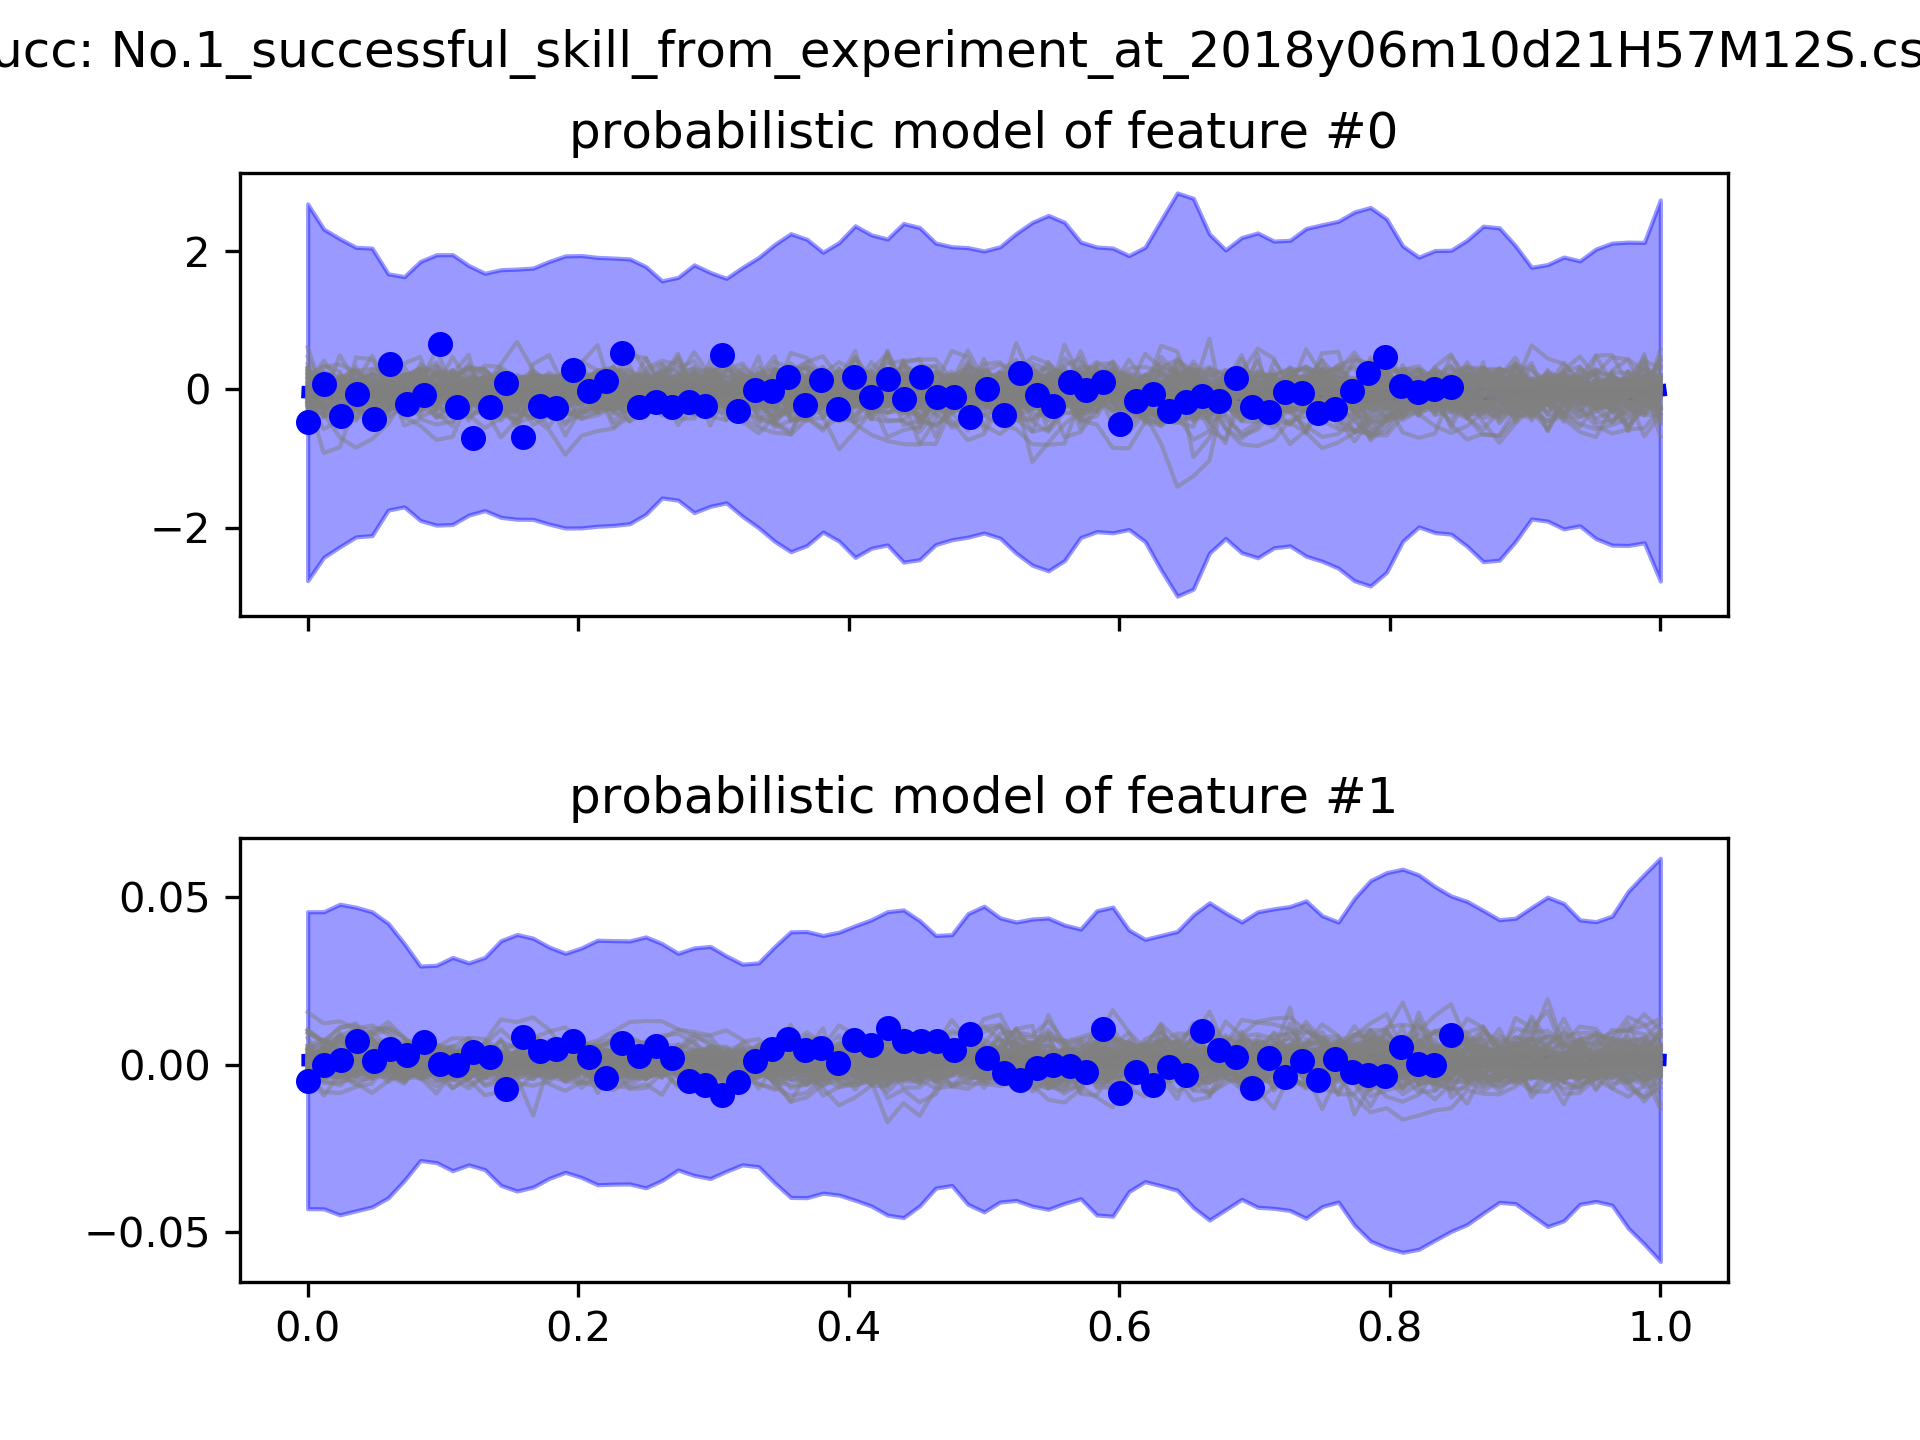 ucc: No.1_successful_skill_from_experiment_at_2018y06m10d21H57M12S.cs
probabilistic model of feature #0
2
0
−2
probabilistic model of feature #1
0.05
0.00
−0.05
0.0 0.2 0.4 0.6 0.8 1.0